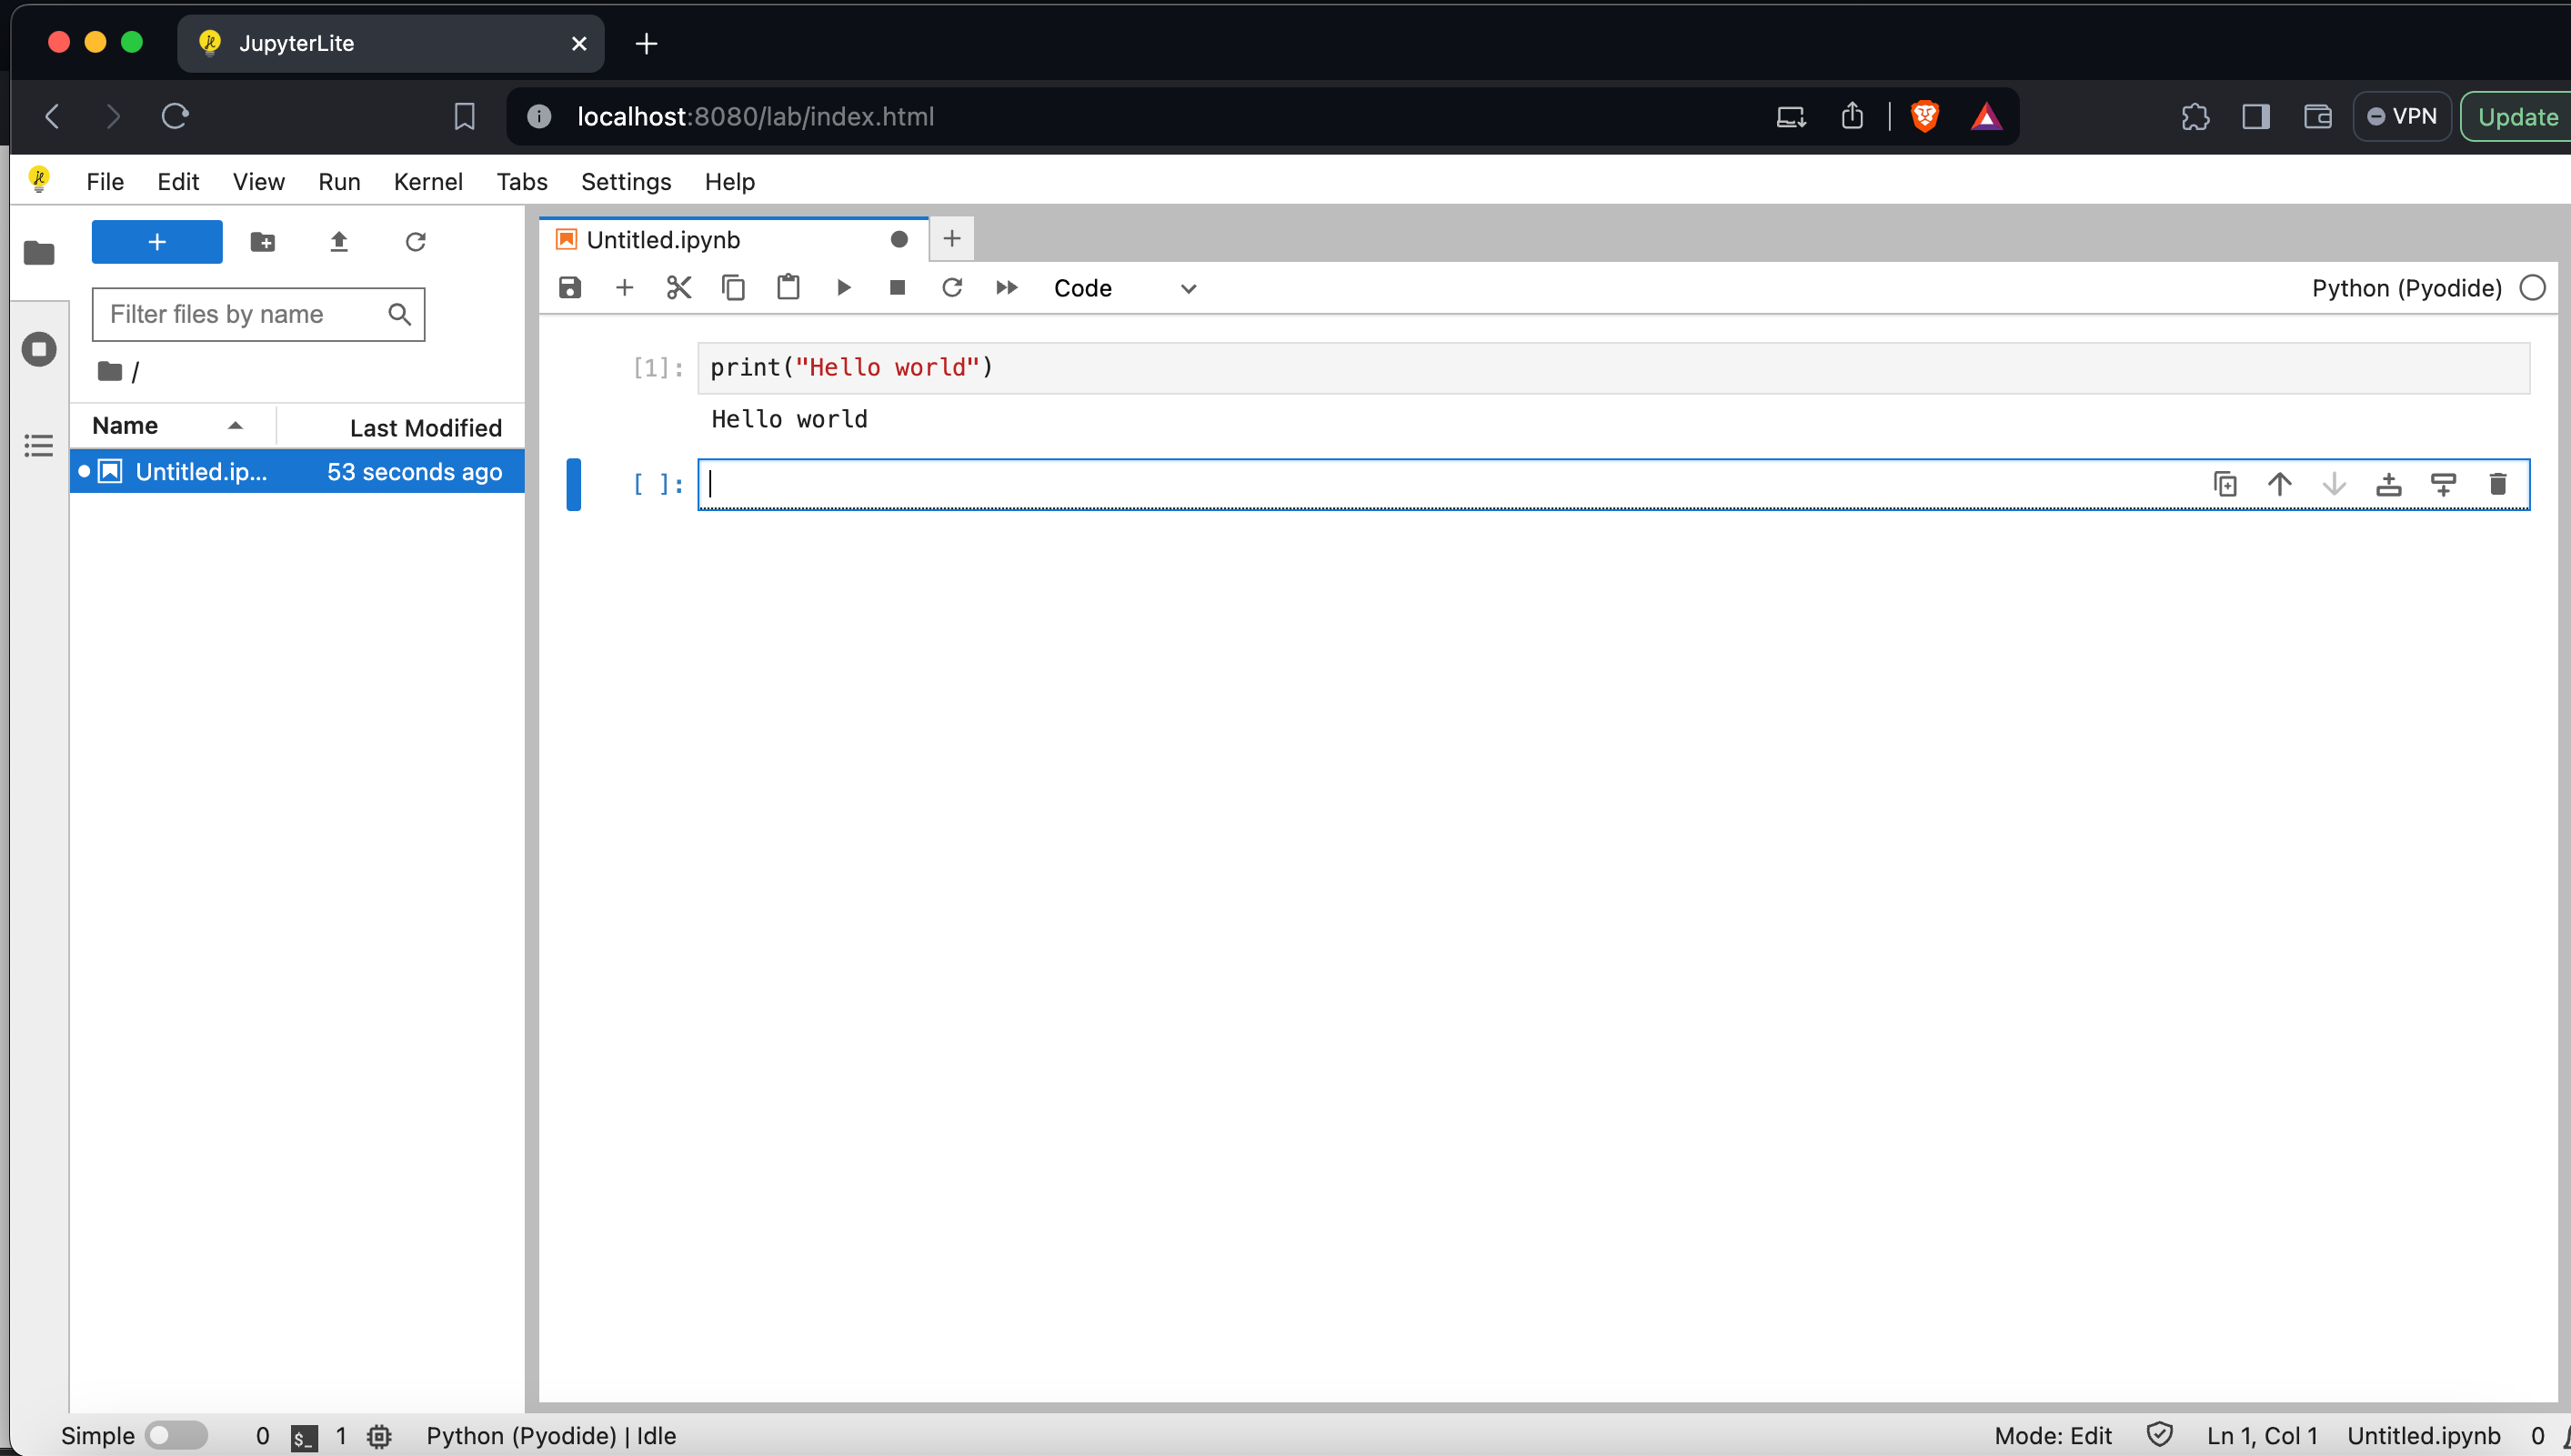 JupyterLite
localhost:8080/lab/index.html
VPN
Update
File Edit View Run Kernel Tabs Settings Help
Filter files by name
/
Name Last Modified
Untitled.ip... 53 seconds ago
Untitled.ipynb
Code
Python (Pyodide)
[1]: print("Hello world")
Hello world
[ ]:
Simple 0 $_ 1 Python (Pyodide) | Idle Mode: Edit Ln 1, Col 1 Untitled.ipynb 0